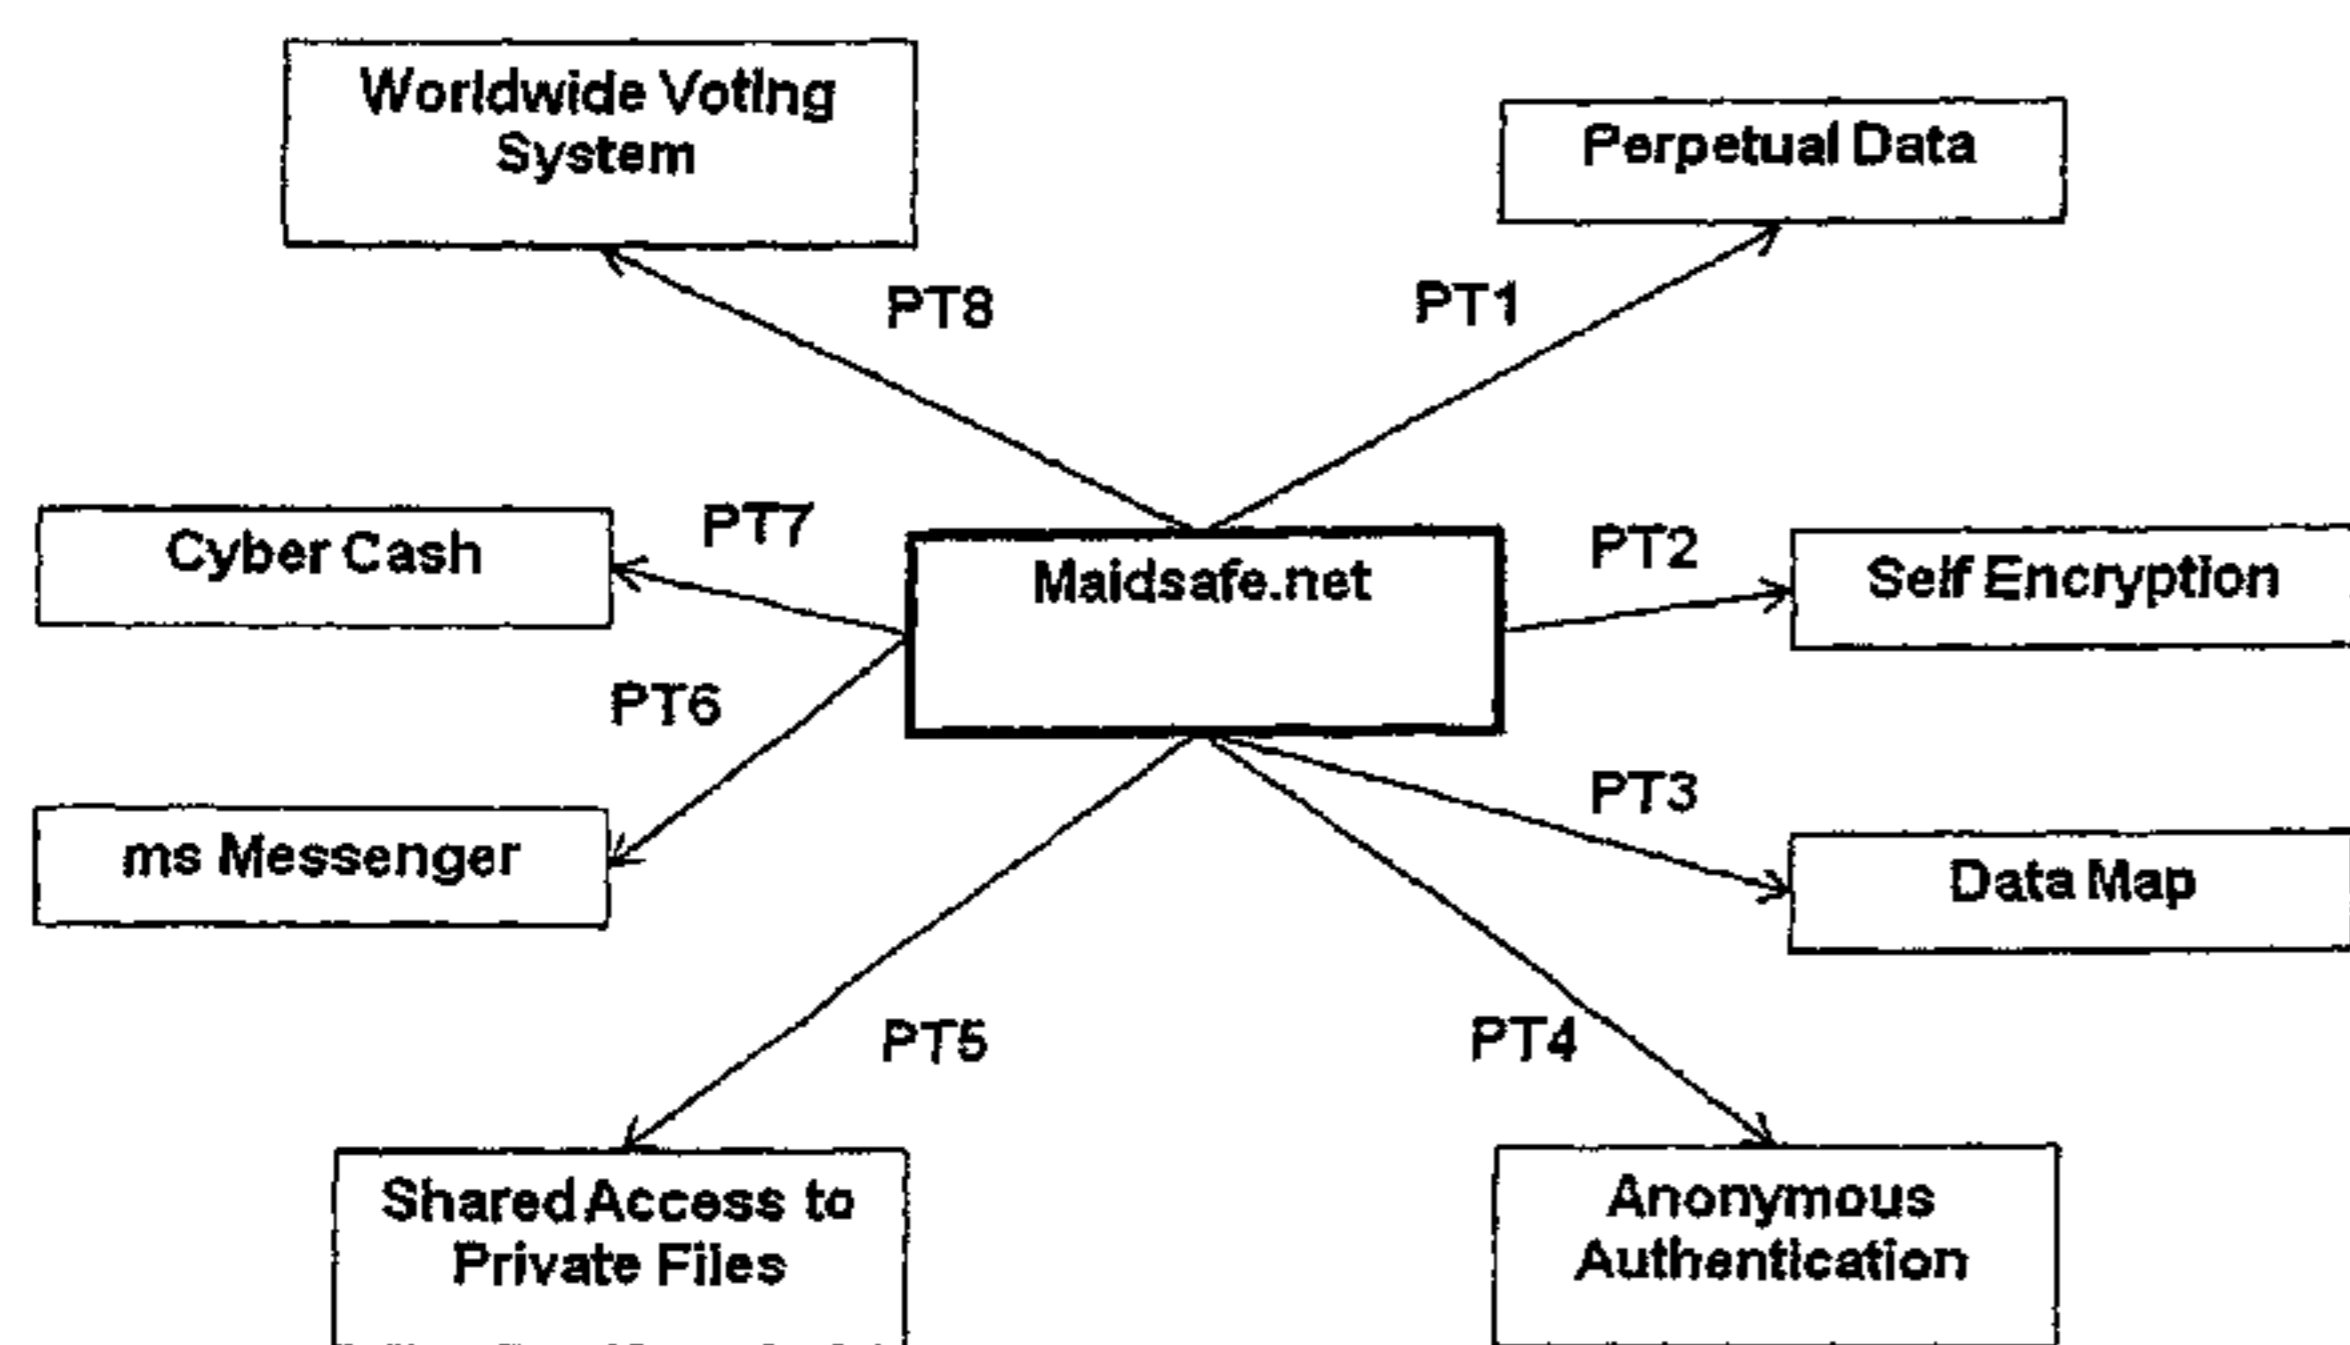 Worldwide Voting
System
Perpetual Data
PT8
PT1
Cyber Cash
PT7
Maidsafe.net
PT2
Self Encryption
PT6
ms Messenger
PT3
Data Map
PT5
PT4
Shared Access to
Private Files
Anonymous
Authentication